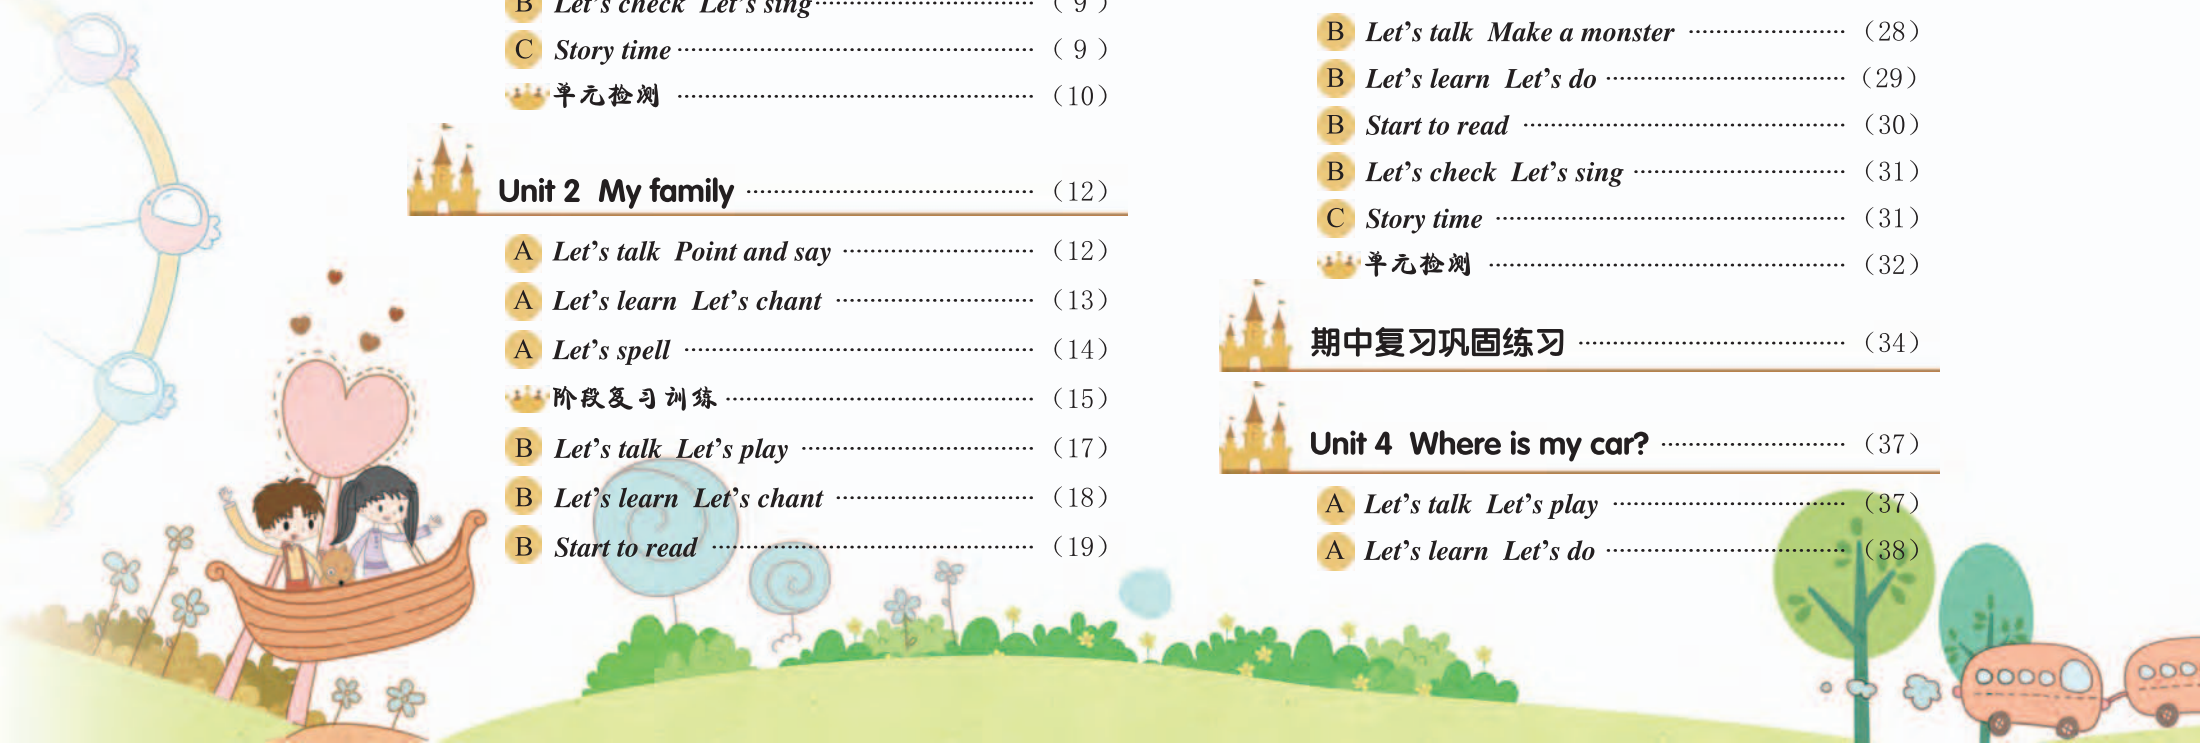 B Let's check Let's sing ( 9 )
C Story time ( 9 )
单元检测 (10)
Unit 2 My family (12)
A Let's talk Point and say (12)
A Let's learn Let's chant (13)
A Let's spell (14)
阶段复习训练 (15)
B Let's talk Let's play (17)
B Let's learn Let's chant (18)
B Start to read (19)
B Let's talk Make a monster (28)
B Let's learn Let's do (29)
B Start to read (30)
B Let's check Let's sing (31)
C Story time (31)
单元检测 (32)
期中复习巩固练习 (34)
Unit 4 Where is my car? (37)
A Let's talk Let's play (37)
A Let's learn Let's do (38)